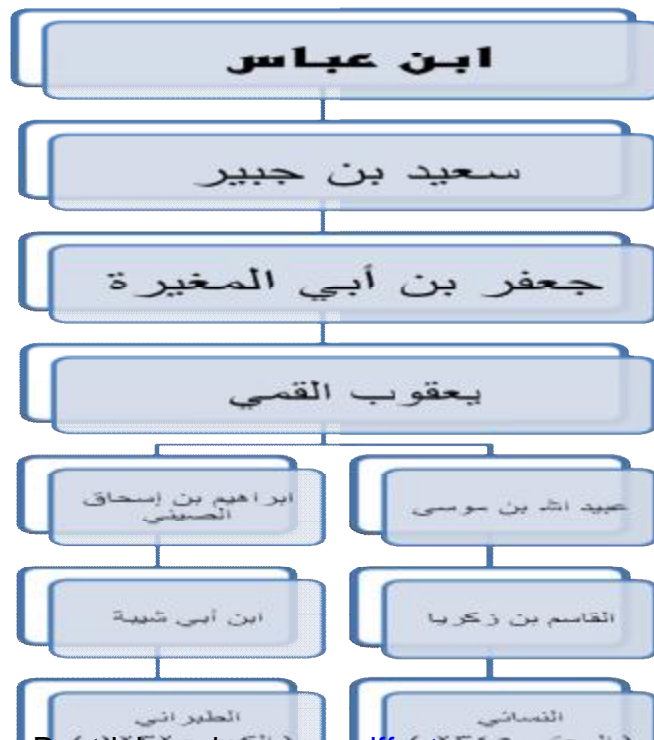 ابن عباس
سعيد بن جبير
جعفر بن أبي المغيرة
يعقوب القمي
عبيد الله بن موسى
ابراهيم بن إسحاق
الصيني
القاسم بن زكريا
ابن أبي شيبة
النسائي
الطبراني